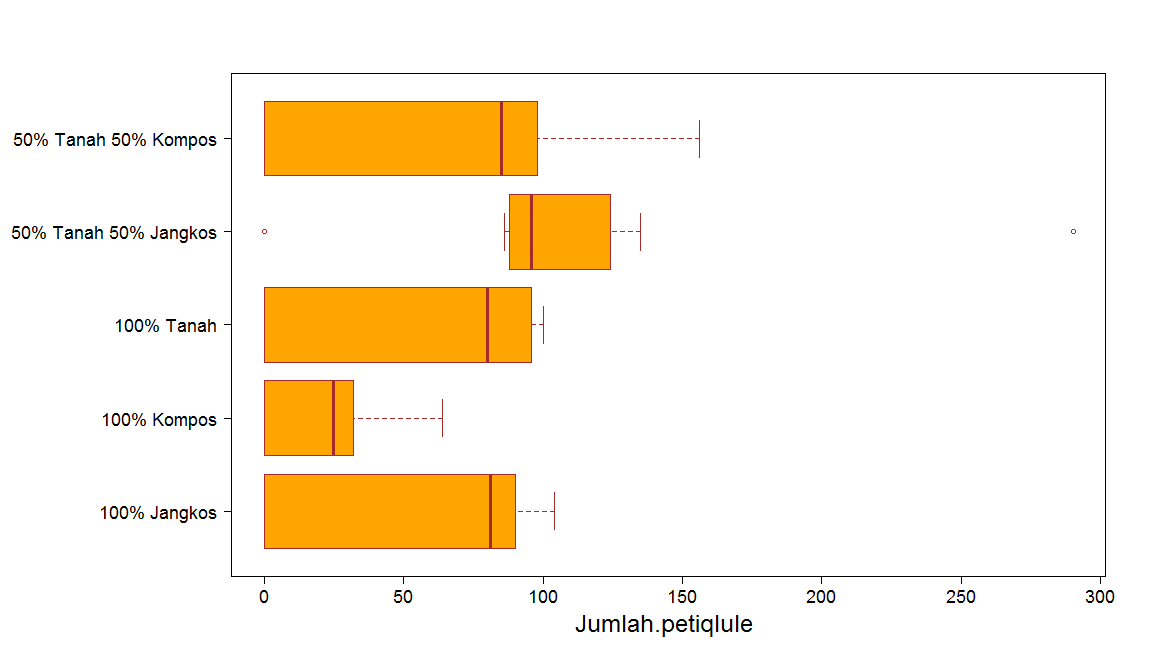 50% Tanah 50% Kompos
50% Tanah 50% Jangkos
100% Tanah
100% Kompos
100% Jangkos
0 50 100 150 200 250 300
Jumlah.petiqlule